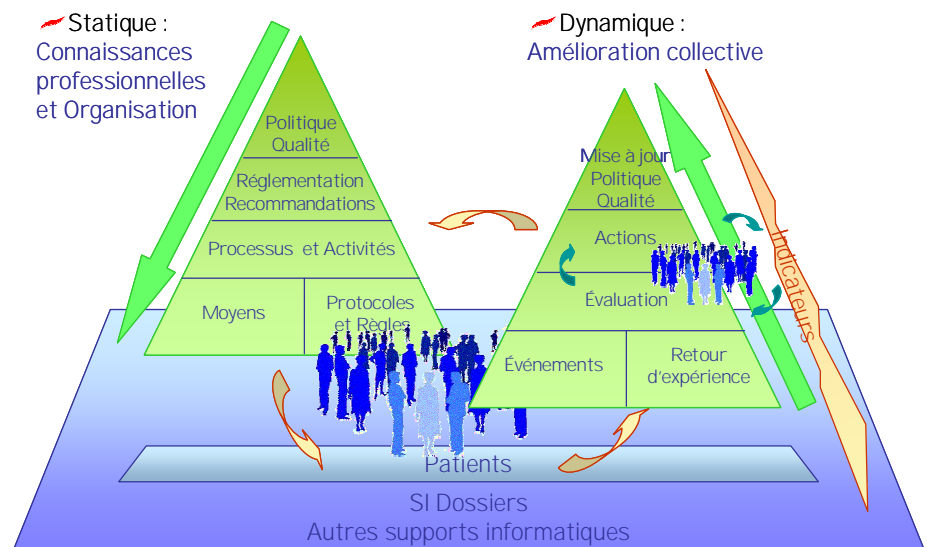 Statique :
Connaissances
professionnelles
et Organisation
Politique
Qualité
Réglementation
Recommandations
Processus et Activités
Moyens
Protocoles
et Règles
Dynamique :
Amélioration collective
Mise à jour
Politique
Qualité
Actions
Évaluation
Événements
Retour
d'expérience
Indicateurs
Patients
SI Dossiers
Autres supports informatiques